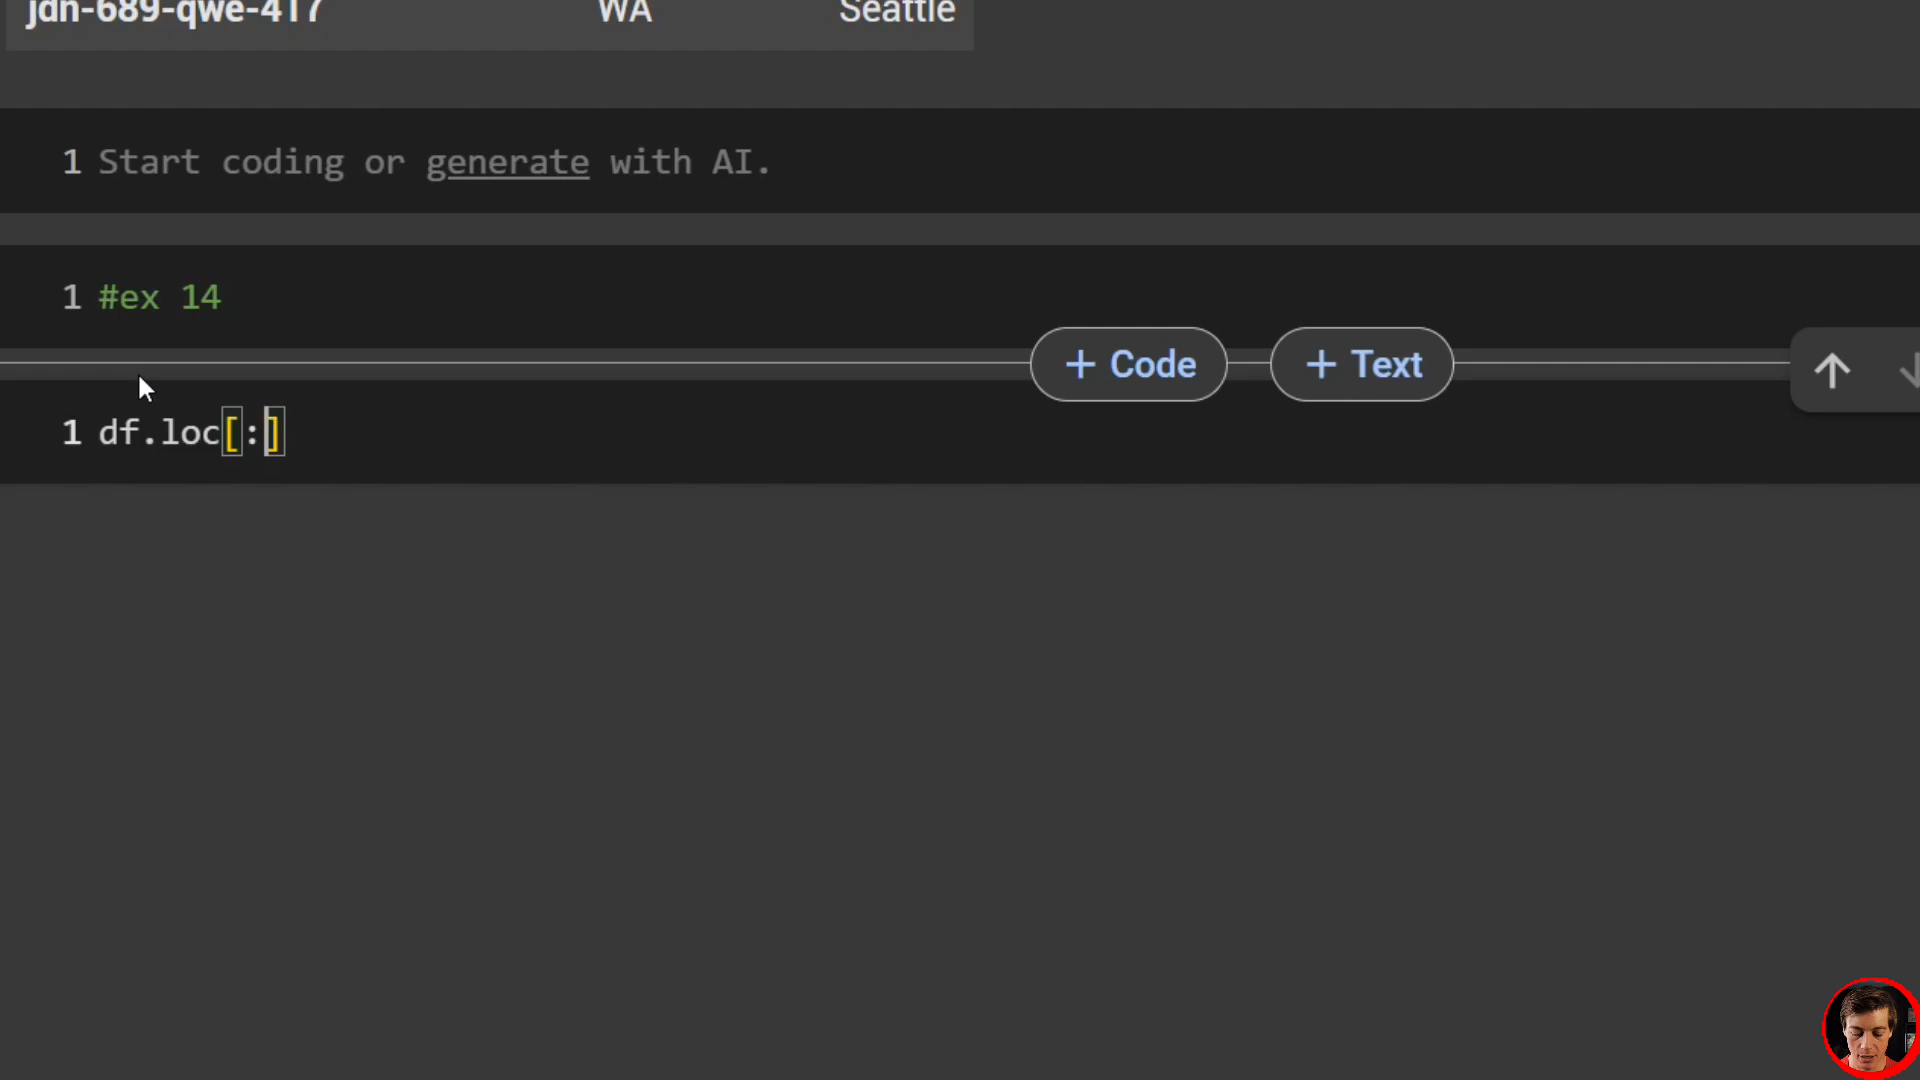 jdn-689-qwe-417 WA Seattle
1 Start coding or generate with AI.
1 #ex 14
+ Code + Text
1 df.loc[:]